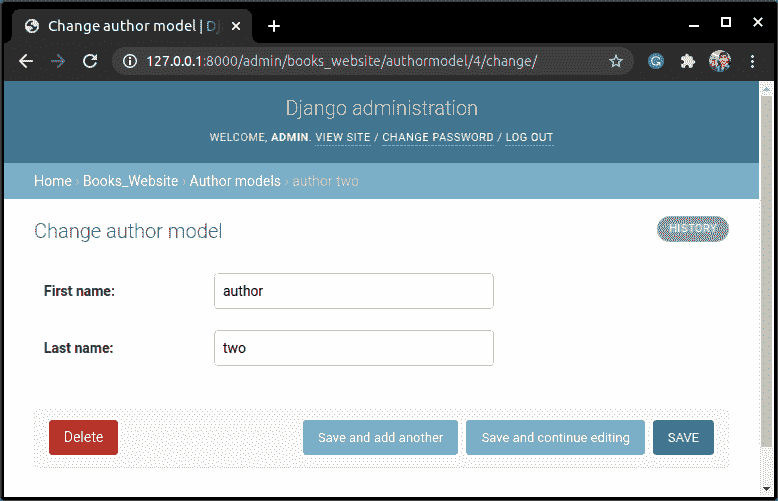 Change author model | Dj
127.0.0.1:8000/admin/books_website/authormodel/4/change/
Django administration
WELCOME, ADMIN. VIEW SITE / CHANGE PASSWORD / LOG OUT
Home › Books_Website › Author models › author two
Change author model
HISTORY
First name: author
Last name: two
Delete Save and add another Save and continue editing SAVE